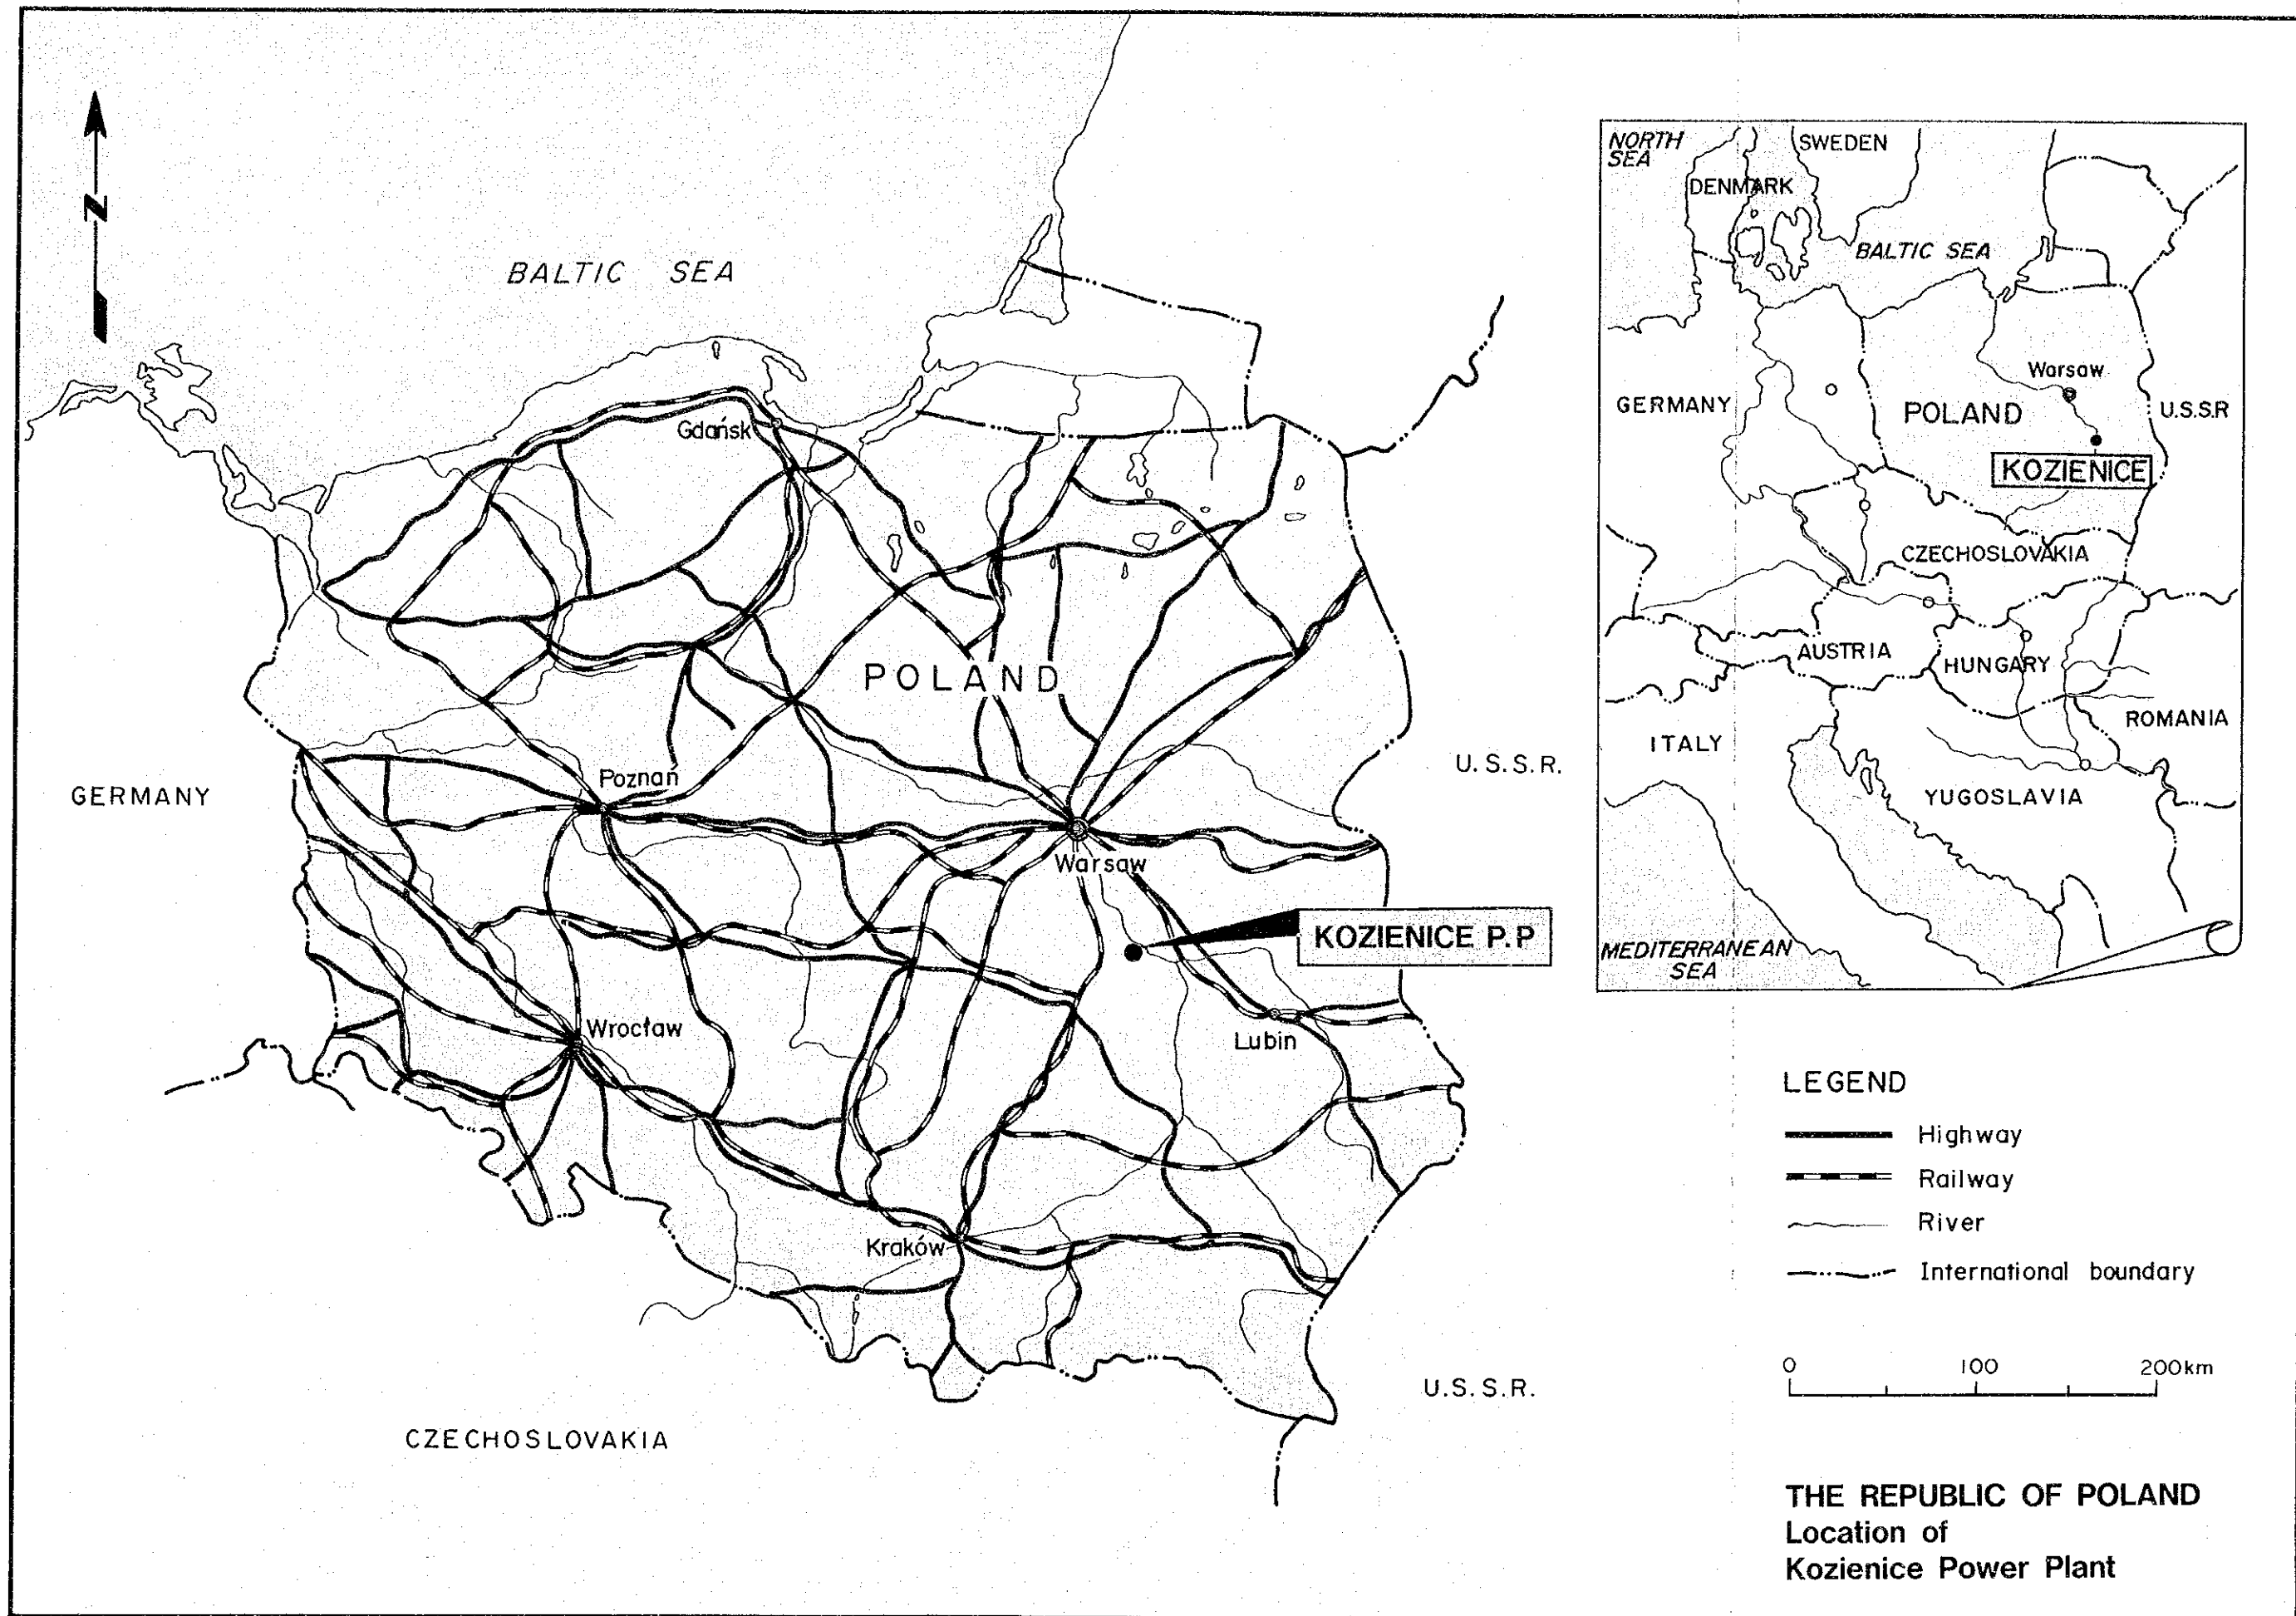 N
BALTIC SEA
Gdańsk
POLAND
Poznań
GERMANY
U.S.S.R.
Warsaw
KOZIENICE P.P
Wrocław
Lubin
Kraków
U.S.S.R.
CZECHOSLOVAKIA
NORTH
SEA
SWEDEN
DENMARK
BALTIC SEA
Warsaw
GERMANY
POLAND
U.S.S.R
KOZIENICE
CZECHOSLOVAKIA
AUSTRIA
HUNGARY
ROMANIA
ITALY
YUGOSLAVIA
MEDITERRANEAN
SEA
LEGEND
Highway
Railway
River
International boundary
0 100 200km
THE REPUBLIC OF POLAND
Location of
Kozienice Power Plant